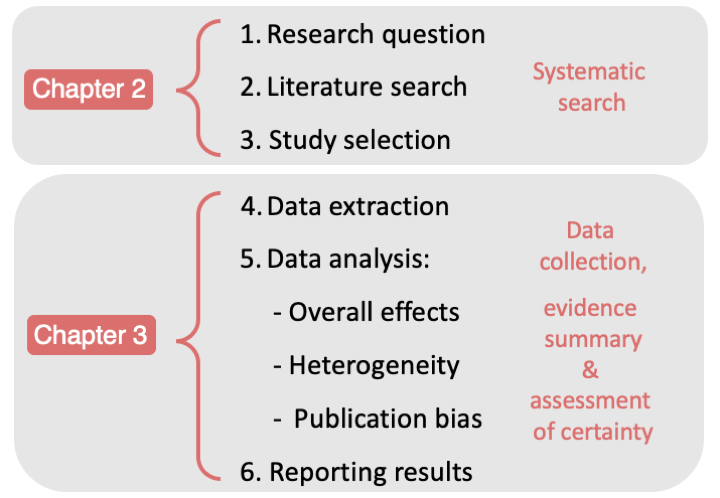 Chapter 2
1. Research question
2. Literature search
3. Study selection
Systematic
search
Chapter 3
4. Data extraction
5. Data analysis:
- Overall effects
- Heterogeneity
- Publication bias
6. Reporting results
Data
collection,
evidence
summary
&
assessment
of certainty